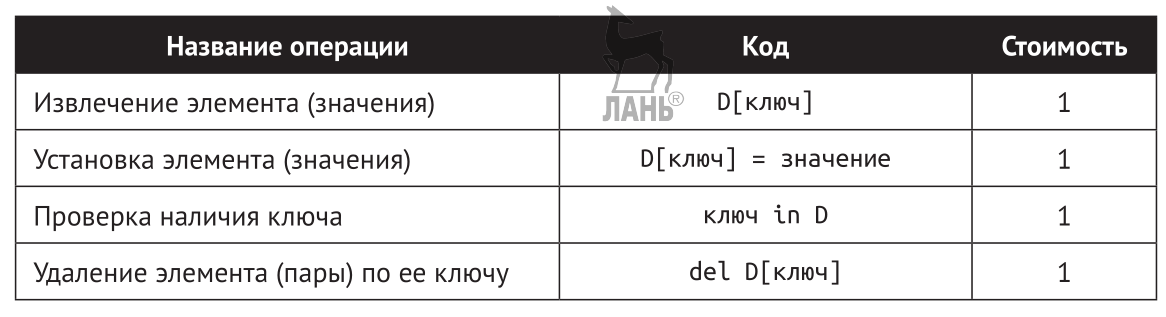 Название операции Код Стоимость
ЛАНЬ®
Извлечение элемента (значения) D[ключ] 1
Установка элемента (значения) D[ключ] = значение 1
Проверка наличия ключа ключ in D 1
Удаление элемента (пары) по ее ключу del D[ключ] 1